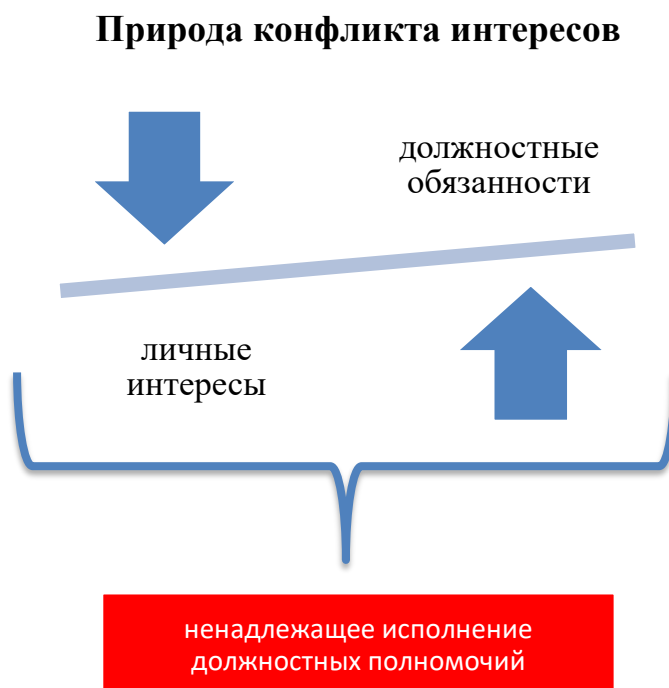 Природа конфликта интересов
должностные
обязанности
личные
интересы
ненадлежащее исполнение
должностных полномочий